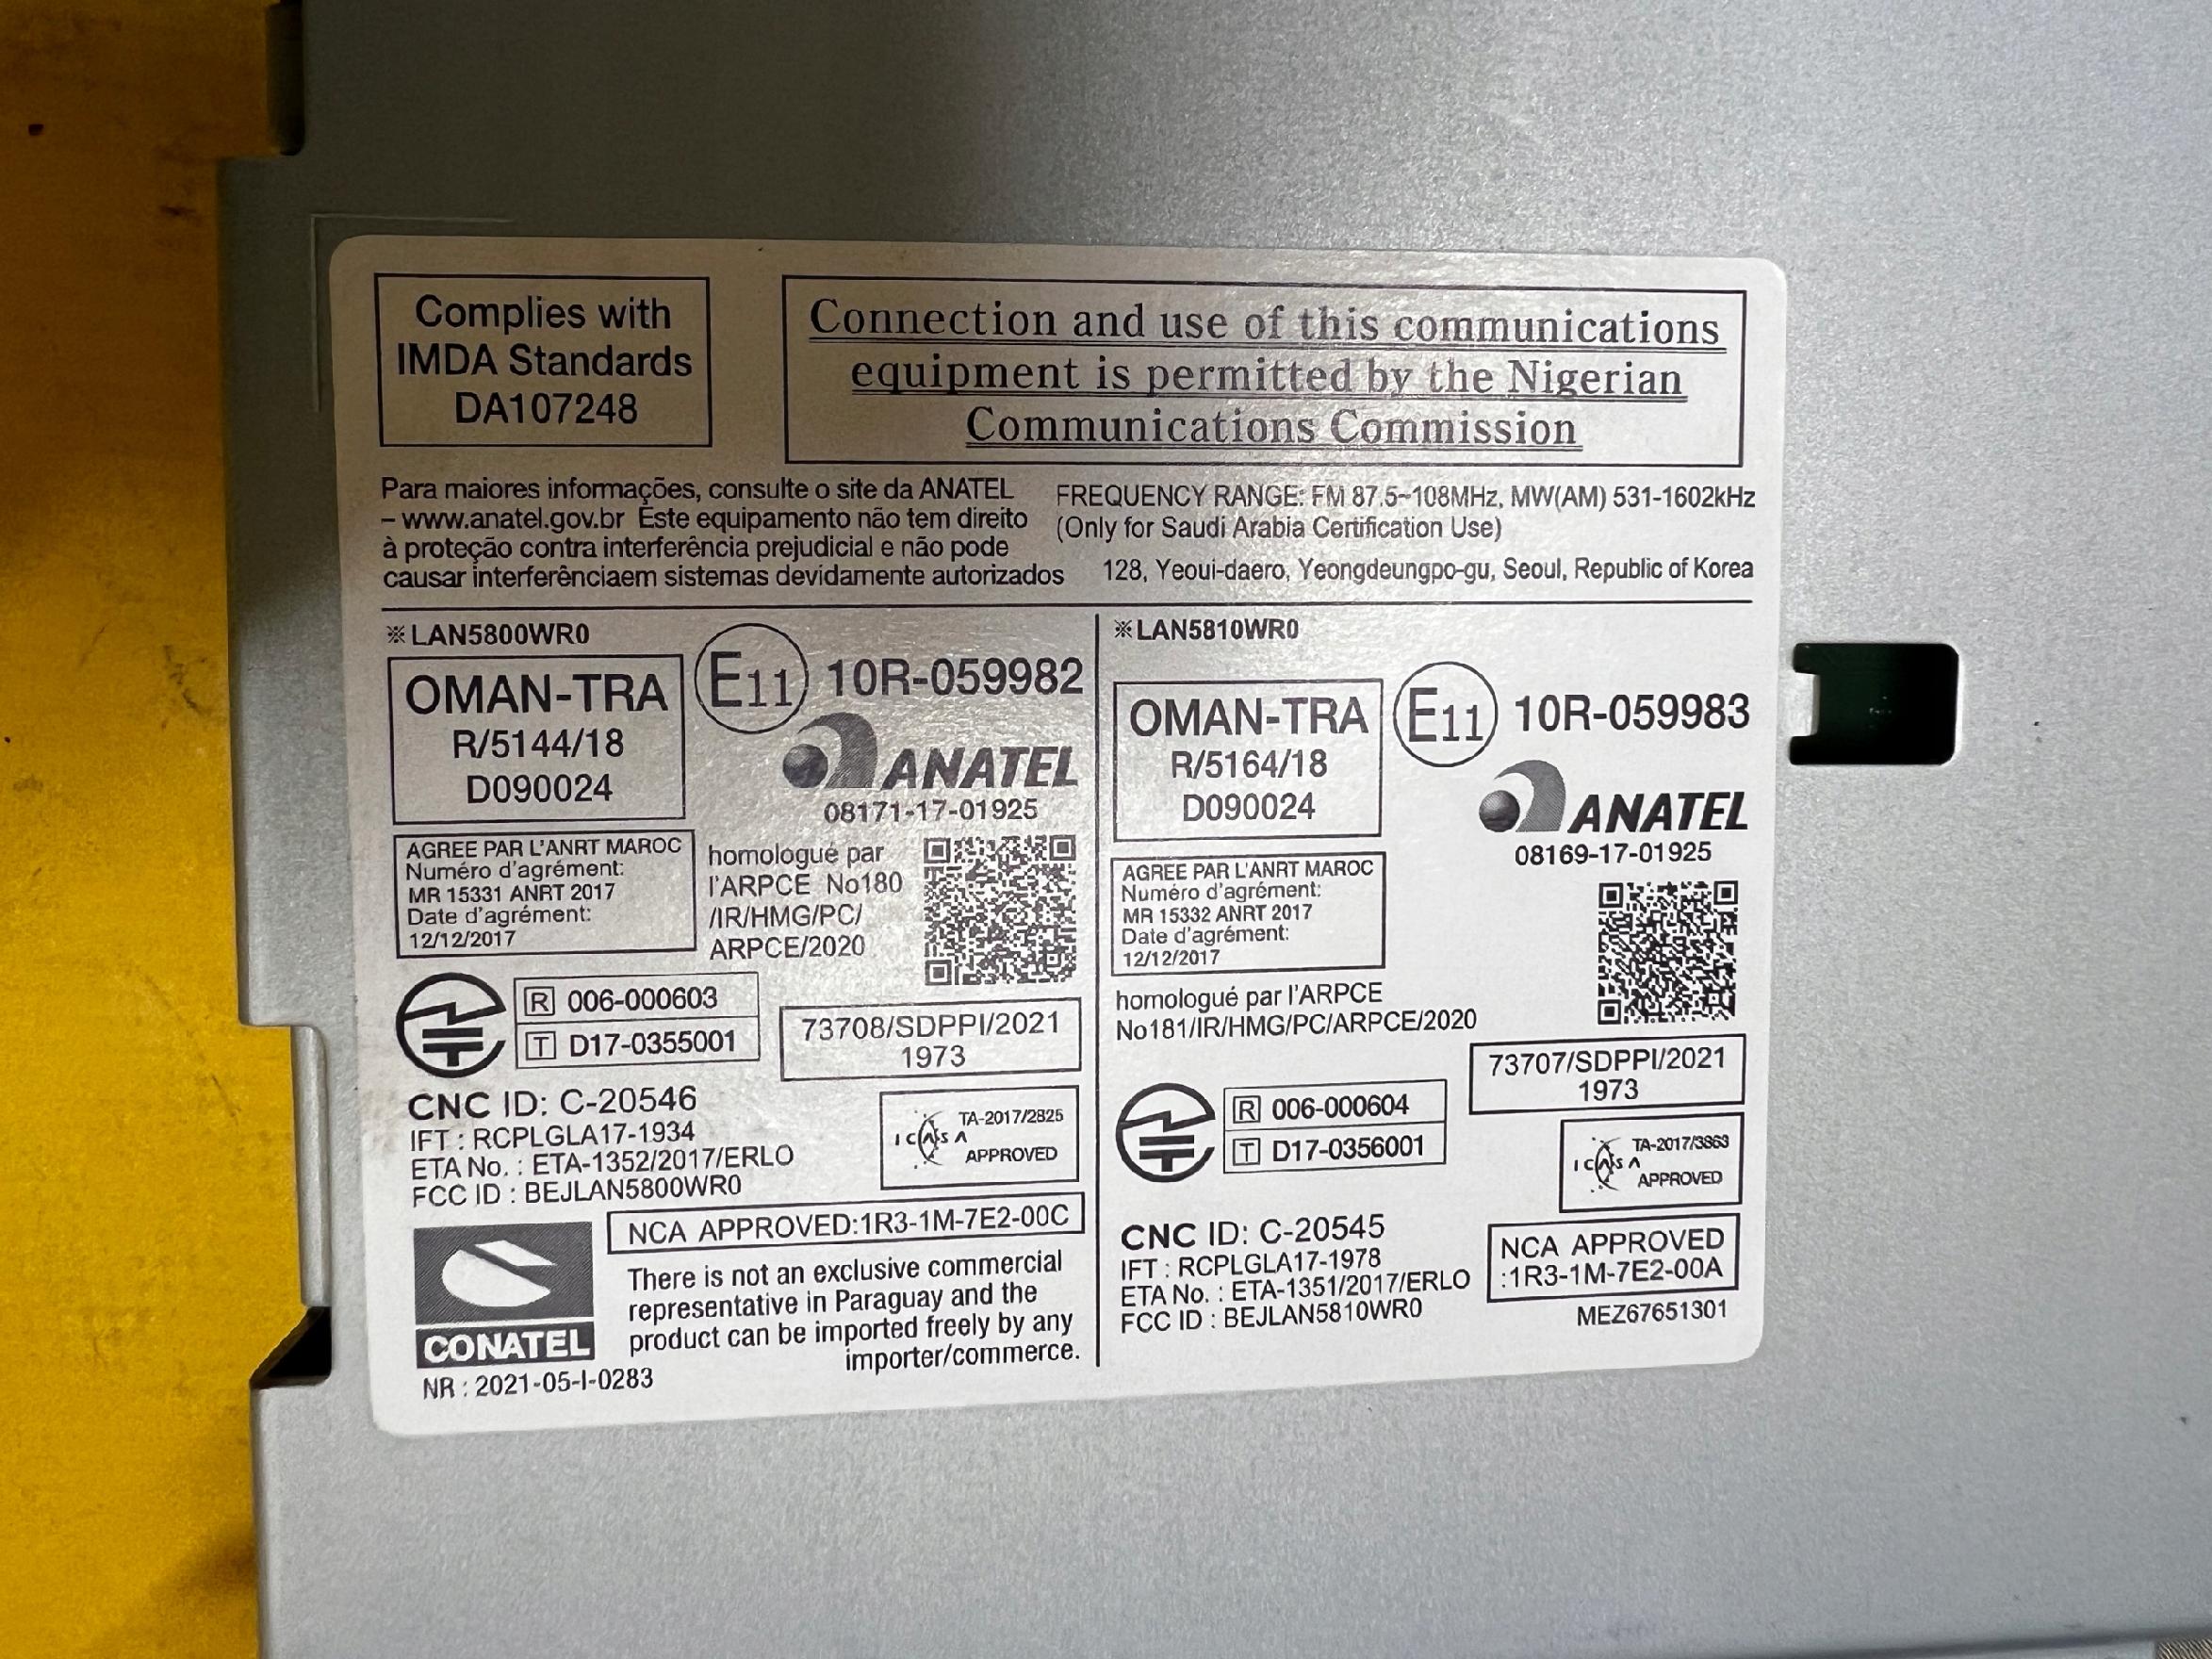 Complies with
IMDA Standards
DA107248
Connection and use of this communications
equipment is permitted by the Nigerian
Communications Commission
Para maiores informações, consulte o site da ANATEL
– www.anatel.gov.br Este equipamento não tem direito
à proteção contra interferência prejudicial e não pode
causar interferênciaem sistemas devidamente autorizados
FREQUENCY RANGE: FM 87.5~108MHz, MW(AM) 531-1602kHz
(Only for Saudi Arabia Certification Use)
128, Yeoui-daero, Yeongdeungpo-gu, Seoul, Republic of Korea
※LAN5800WR0
OMAN-TRA
R/5144/18
D090024
E11 10R-059982
ANATEL
08171-17-01925
AGREE PAR L'ANRT MAROC
Numéro d'agrément:
MR 15331 ANRT 2017
Date d'agrément:
12/12/2017
homologué par
l'ARPCE No180
/IR/HMG/PC/
ARPCE/2020
R 006-000603
T D17-0355001
73708/SDPPI/2021
1973
CNC ID: C-20546
IFT : RCPLGLA17-1934
ETA No. : ETA-1352/2017/ERLO
FCC ID : BEJLAN5800WR0
ICASA
TA-2017/2825
APPROVED
NCA APPROVED:1R3-1M-7E2-00C
CONATEL
NR : 2021-05-I-0283
There is not an exclusive commercial
representative in Paraguay and the
product can be imported freely by any
importer/commerce.
※LAN5810WR0
OMAN-TRA
R/5164/18
D090024
E11 10R-059983
ANATEL
08169-17-01925
AGREE PAR L'ANRT MAROC
Numéro d'agrément:
MR 15332 ANRT 2017
Date d'agrément:
12/12/2017
homologué par l'ARPCE
No181/IR/HMG/PC/ARPCE/2020
73707/SDPPI/2021
1973
R 006-000604
T D17-0356001
ICASA
TA-2017/3863
APPROVED
CNC ID: C-20545
IFT : RCPLGLA17-1978
ETA No. : ETA-1351/2017/ERLO
FCC ID : BEJLAN5810WR0
NCA APPROVED
:1R3-1M-7E2-00A
MEZ67651301